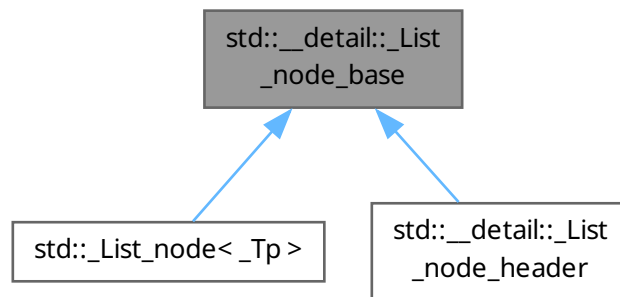 std::__detail::_List
_node_base
std::_List_node< _Tp >
std::__detail::_List
_node_header